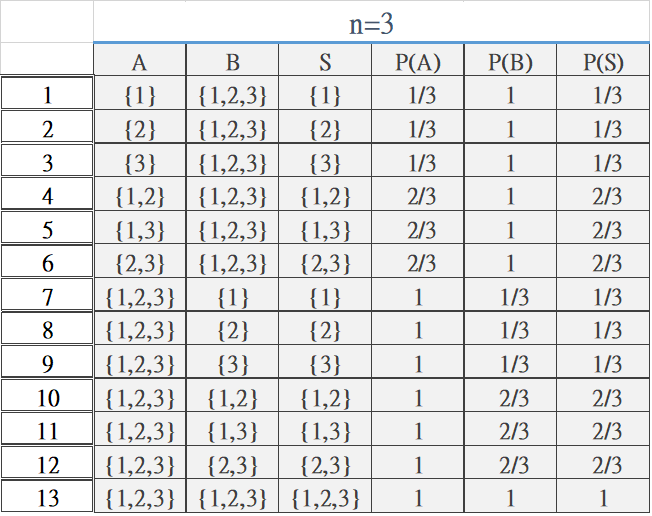 n=3
A B S P(A) P(B) P(S)
1 {1} {1,2,3} {1} 1/3 1 1/3
2 {2} {1,2,3} {2} 1/3 1 1/3
3 {3} {1,2,3} {3} 1/3 1 1/3
4 {1,2} {1,2,3} {1,2} 2/3 1 2/3
5 {1,3} {1,2,3} {1,3} 2/3 1 2/3
6 {2,3} {1,2,3} {2,3} 2/3 1 2/3
7 {1,2,3} {1} {1} 1 1/3 1/3
8 {1,2,3} {2} {2} 1 1/3 1/3
9 {1,2,3} {3} {3} 1 1/3 1/3
10 {1,2,3} {1,2} {1,2} 1 2/3 2/3
11 {1,2,3} {1,3} {1,3} 1 2/3 2/3
12 {1,2,3} {2,3} {2,3} 1 2/3 2/3
13 {1,2,3} {1,2,3} {1,2,3} 1 1 1